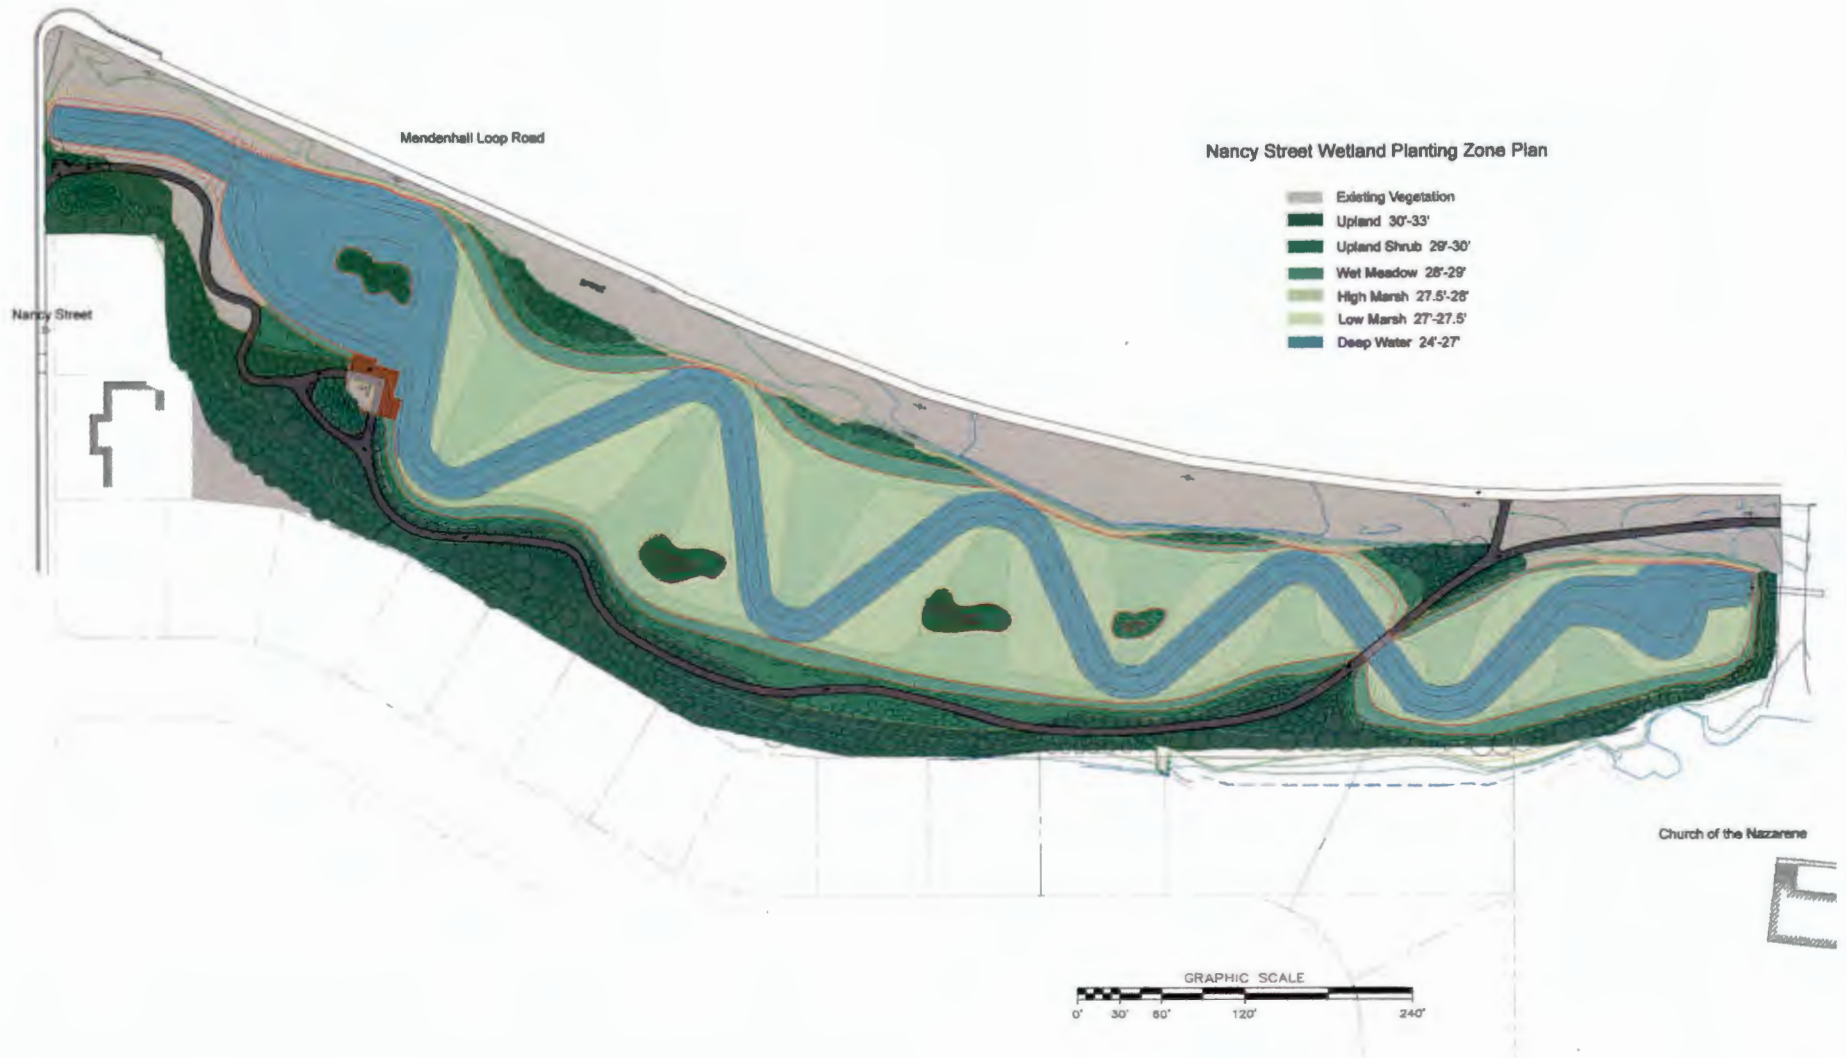 Mendenhall Loop Road
Nancy Street Wetland Planting Zone Plan
Existing Vegetation
Upland 30'-33'
Upland Shrub 29'-30'
Wet Meadow 28'-29'
High Marsh 27.5'-28'
Low Marsh 27'-27.5'
Deep Water 24'-27'
Nancy Street
Church of the Nazarene
GRAPHIC SCALE
0' 30' 60' 120' 240'